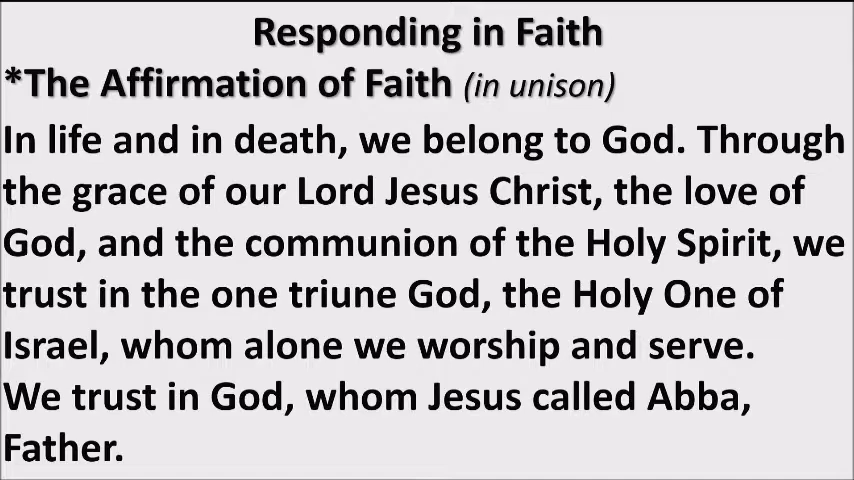 Responding in Faith
*The Affirmation of Faith (in unison)
In life and in death, we belong to God. Through
the grace of our Lord Jesus Christ, the love of
God, and the communion of the Holy Spirit, we
trust in the one triune God, the Holy One of
Israel, whom alone we worship and serve.
We trust in God, whom Jesus called Abba,
Father.